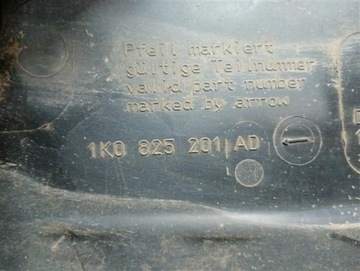 Pfeil markiert
gültige Teilnummer
valid part number
marked by arrow
1K0 825 201 AD